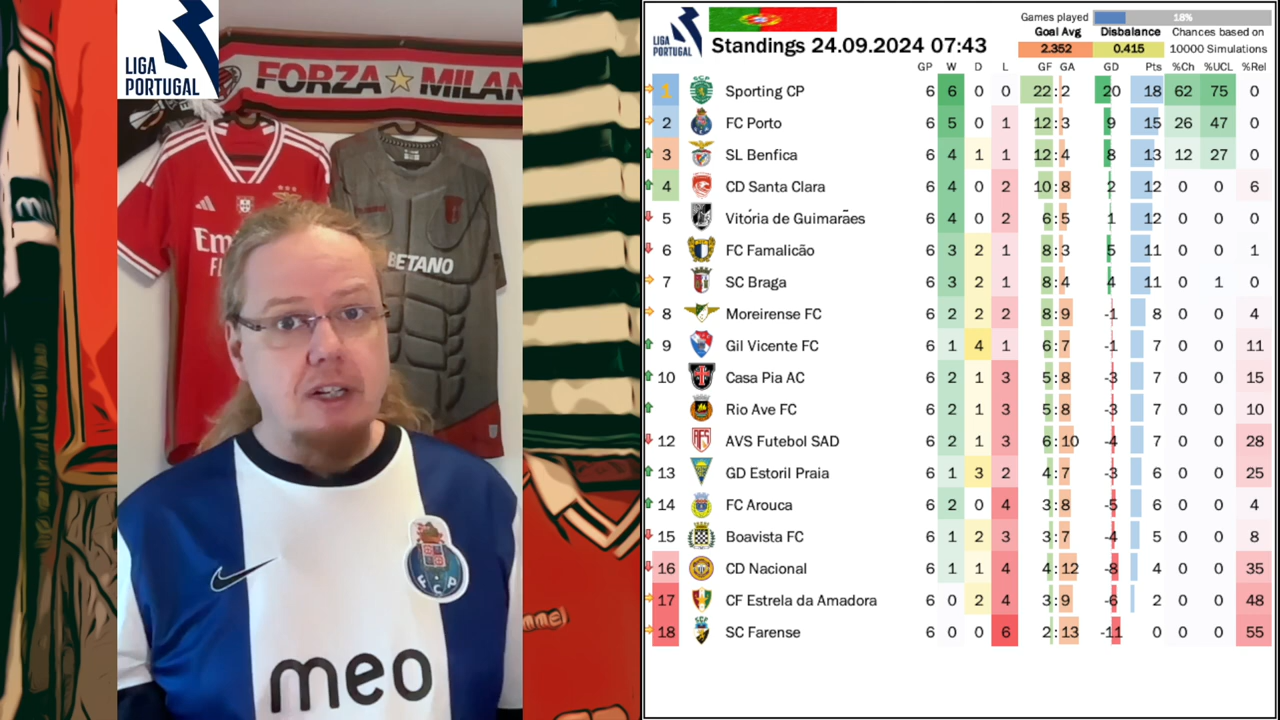 LIGA
PORTUGAL
FORZA MILAN
BETANO
meo
LIGA
PORTUGAL
Standings 24.09.2024 07:43
Games played 18%
Goal Avg Disbalance Chances based on
2.352 0.415 10000 Simulations
GP W D L GF GA GD Pts %Ch %UCL %Rel
1 Sporting CP 6 6 0 0 22:2 20 18 62 75 0
2 FC Porto 6 5 0 1 12:3 9 15 26 47 0
3 SL Benfica 6 4 1 1 12:4 8 13 12 27 0
4 CD Santa Clara 6 4 0 2 10:8 2 12 0 0 6
5 Vitória de Guimarães 6 4 0 2 6:5 1 12 0 0 0
6 FC Famalicão 6 3 2 1 8:3 5 11 0 0 1
7 SC Braga 6 3 2 1 8:4 4 11 0 1 0
8 Moreirense FC 6 2 2 2 8:9 -1 8 0 0 4
9 Gil Vicente FC 6 1 4 1 6:7 -1 7 0 0 11
10 Casa Pia AC 6 2 1 3 5:8 -3 7 0 0 15
Rio Ave FC 6 2 1 3 5:8 -3 7 0 0 10
12 AVS Futebol SAD 6 2 1 3 6:10 -4 7 0 0 28
13 GD Estoril Praia 6 1 3 2 4:7 -3 6 0 0 25
14 FC Arouca 6 2 0 4 3:8 -5 6 0 0 4
15 Boavista FC 6 1 2 3 3:7 -4 5 0 0 8
16 CD Nacional 6 1 1 4 4:12 -8 4 0 0 35
17 CF Estrela da Amadora 6 0 2 4 3:9 -6 2 0 0 48
18 SC Farense 6 0 0 6 2:13 -11 0 0 0 55